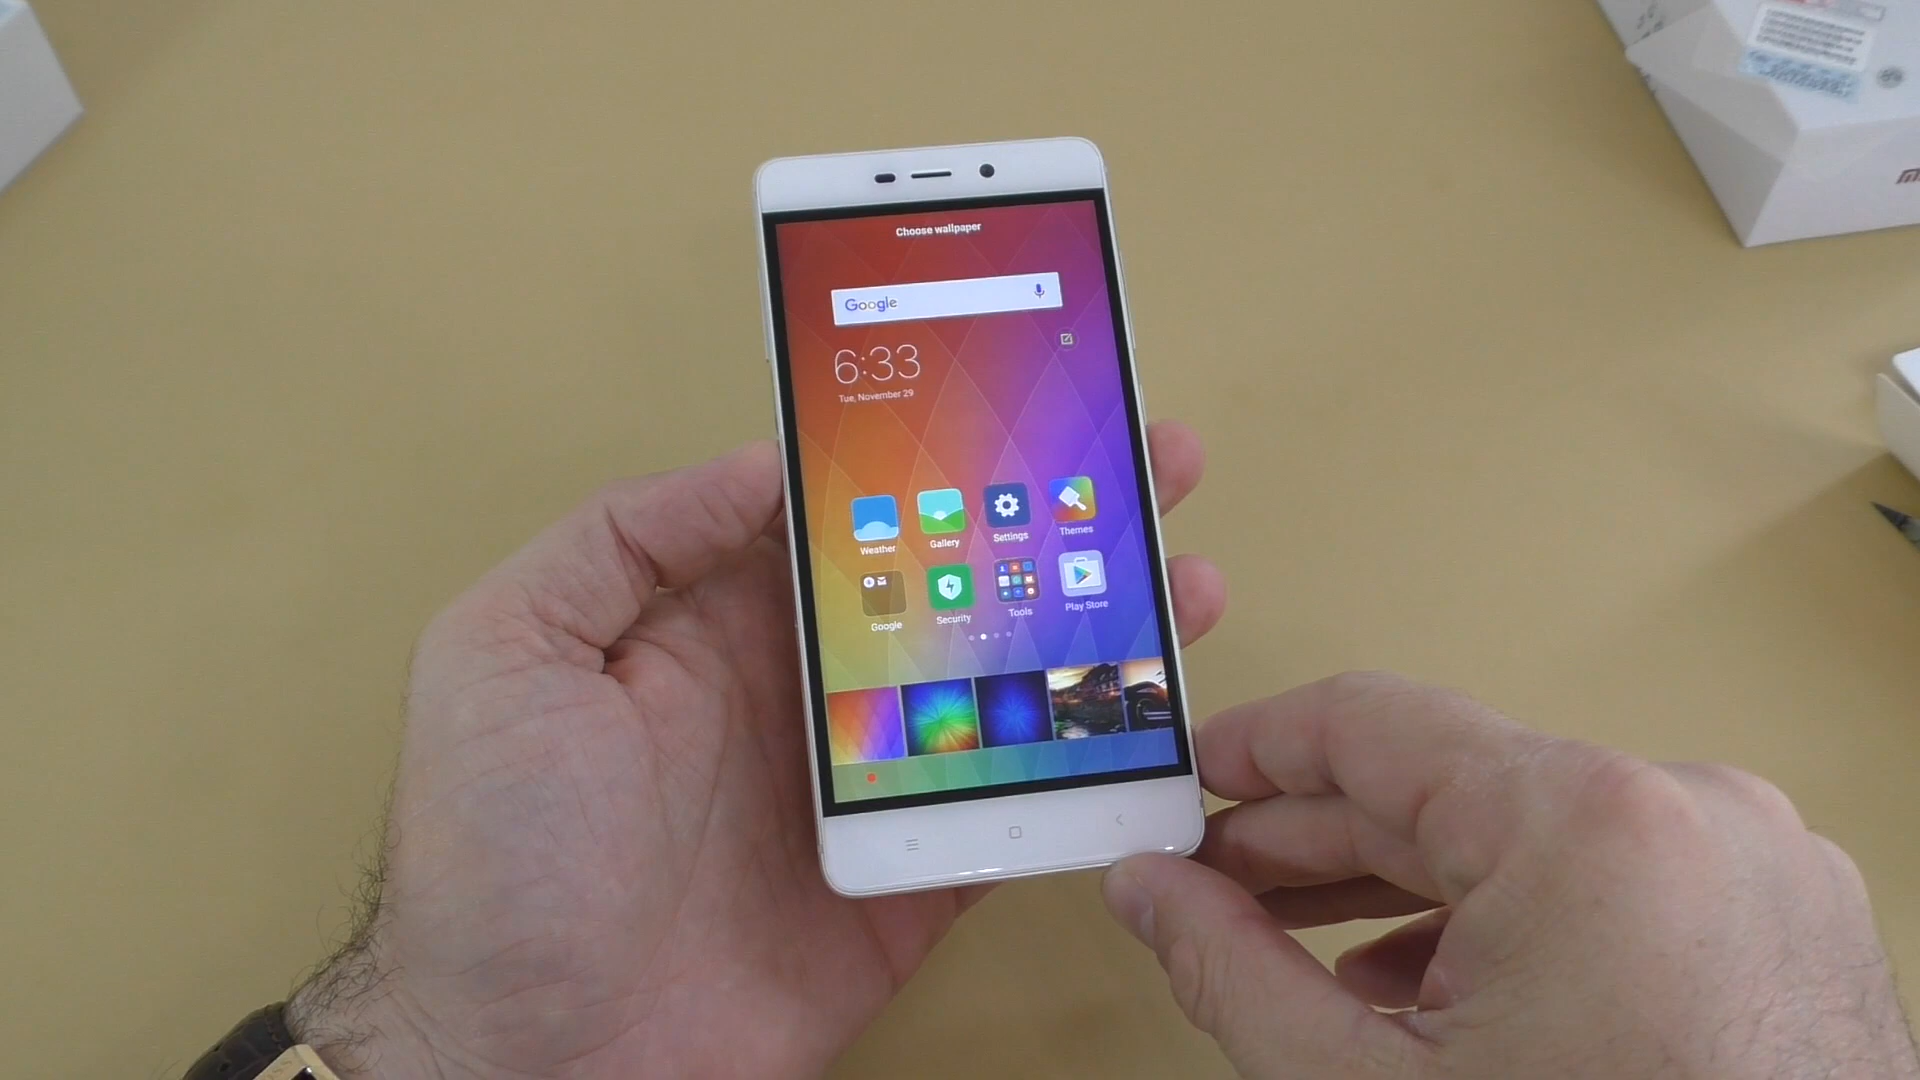 Choose wallpaper
Google
6:33
Tue, November 29
Weather
Gallery
Settings
Themes
Google
Security
Tools
Play Store